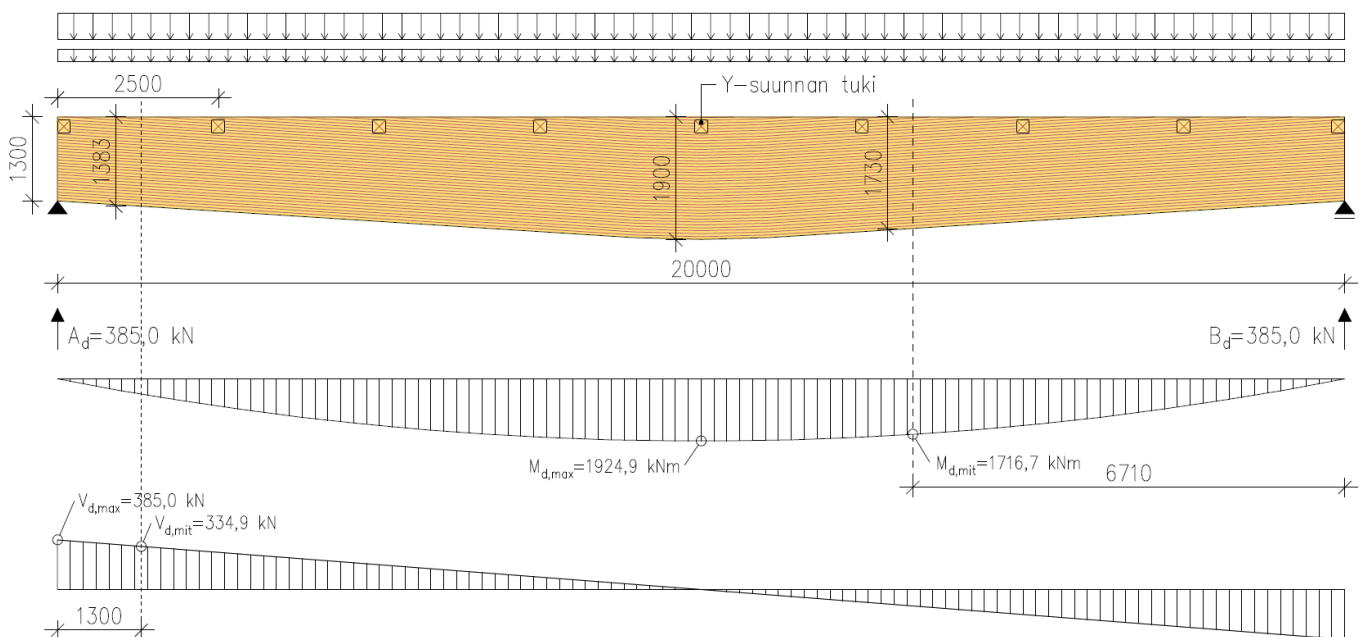 2500
Y-suunnan tuki
1300
1383
1900
1730
20000
A_d=385,0 kN
B_d=385,0 kN
M_d,max=1924,9 kNm
M_d,mit=1716,7 kNm
6710
V_d,max=385,0 kN
V_d,mit=334,9 kN
1300